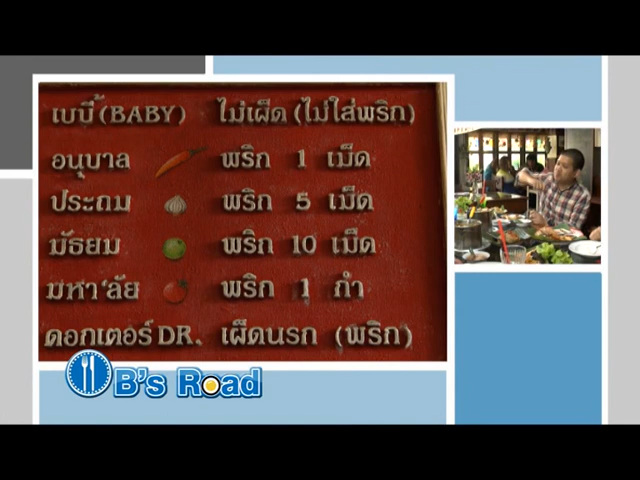 เบบี้ (BABY) ไม่เผ็ด (ไม่ใส่พริก)
อนุบาล พริก 1 เม็ด
ประถม พริก 5 เม็ด
มัธยม พริก 10 เม็ด
มหา'ลัย พริก 1 กำ
ดอกเตอร์ DR. เผ็ดนรก (พริก)
B's Road